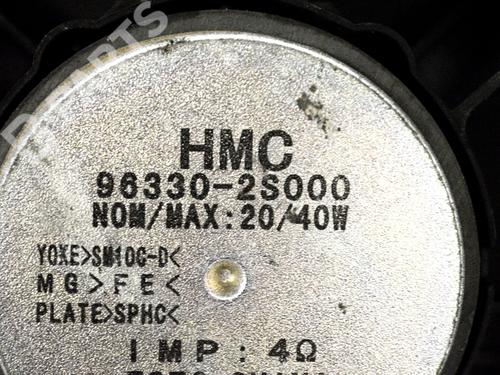 HMC
96330-2S000
NOM/MAX:20/40W
YOKE>SM10C-D<
MG>FE<
PLATE>SPHC<
IMP:4Ω